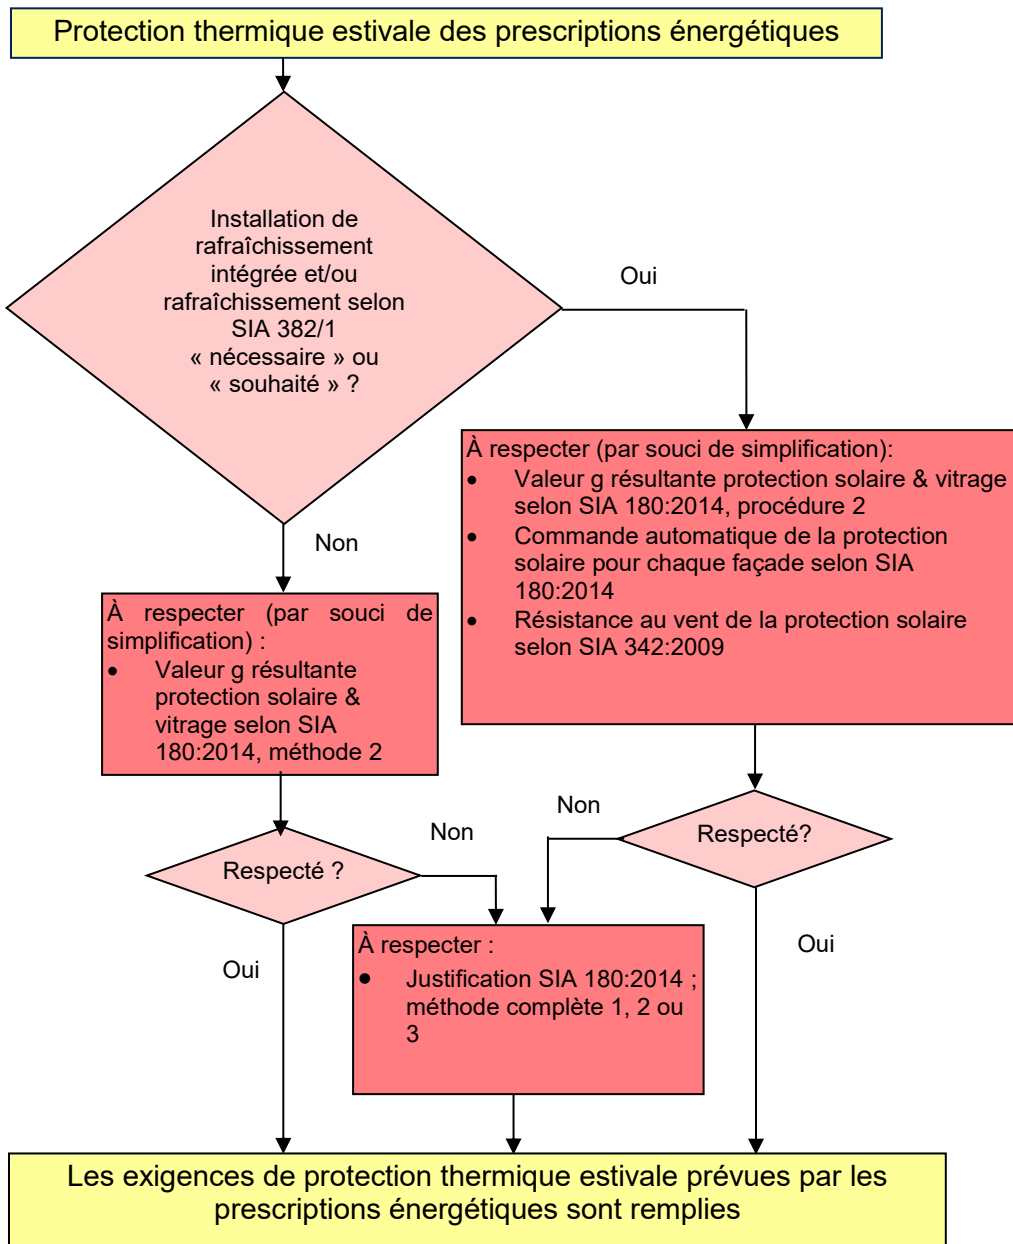 Protection thermique estivale des prescriptions énergétiques
Installation de
rafraîchissement
intégrée et/ou
rafraîchissement selon
SIA 382/1
« nécessaire » ou
« souhaité » ?
Oui
Non
À respecter (par souci de simplification):
• Valeur g résultante protection solaire & vitrage
selon SIA 180:2014, procédure 2
• Commande automatique de la protection
solaire pour chaque façade selon SIA
180:2014
• Résistance au vent de la protection solaire
selon SIA 342:2009
À respecter (par souci de
simplification) :
• Valeur g résultante
protection solaire &
vitrage selon SIA
180:2014, méthode 2
Respecté ?
Non
Non
Respecté?
Oui
Oui
À respecter :
• Justification SIA 180:2014 ;
méthode complète 1, 2 ou
3
Les exigences de protection thermique estivale prévues par les
prescriptions énergétiques sont remplies